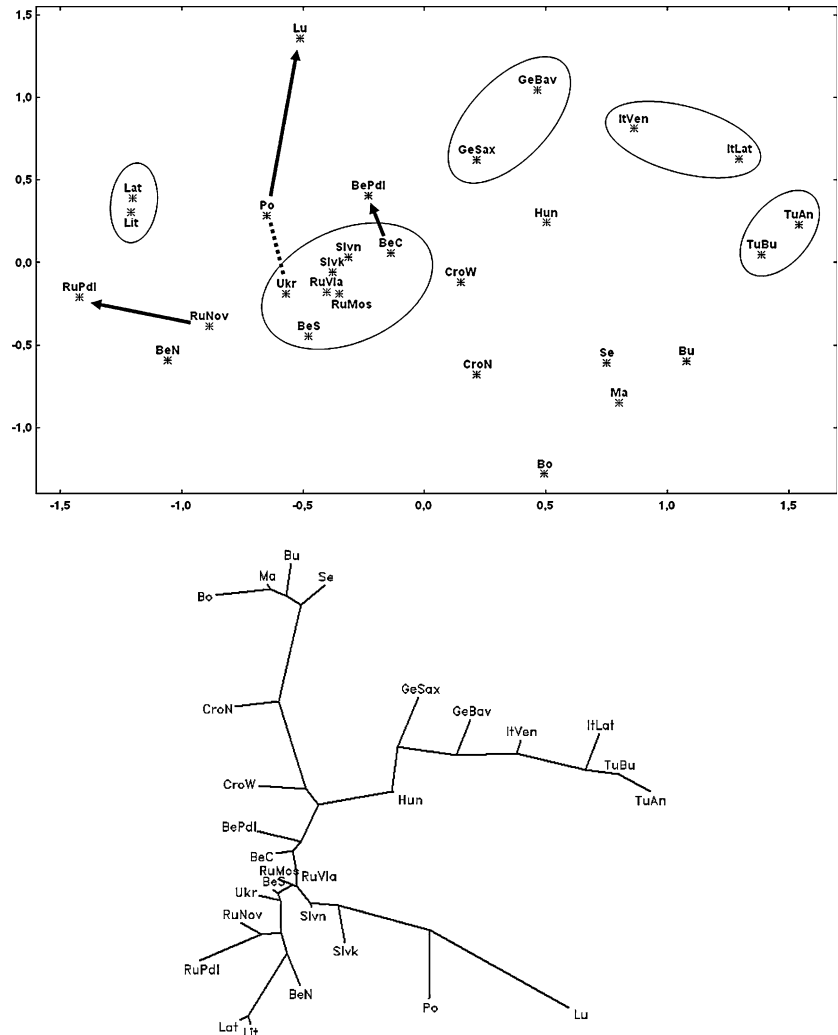 1,5
Lu
GeBav
1,0
ItVen
GeSax
ItLat
0,5
Lat
BePdl
Po
Lit
Hun
TuAn
Slvn
BeC
TuBu
0,0
Slvk
CroW
RuPdl
Ukr
RuVla
RuMos
RuNov
BeS
-0,5
BeN
Se
Bu
CroN
Ma
-1,0
Bo
-1,5 -1,0 -0,5 0,0 0,5 1,0 1,5
Bu
Ma
Se
Bo
GeSax
CroN
GeBav
ItVen
ItLat
TuBu
CroW
Hun
TuAn
BePdl
BeC
RuMos
RuVla
BeS
Ukr
RuNov
Slvn
Slvk
RuPdl
BeN
Po
Lu
Lat
Lit